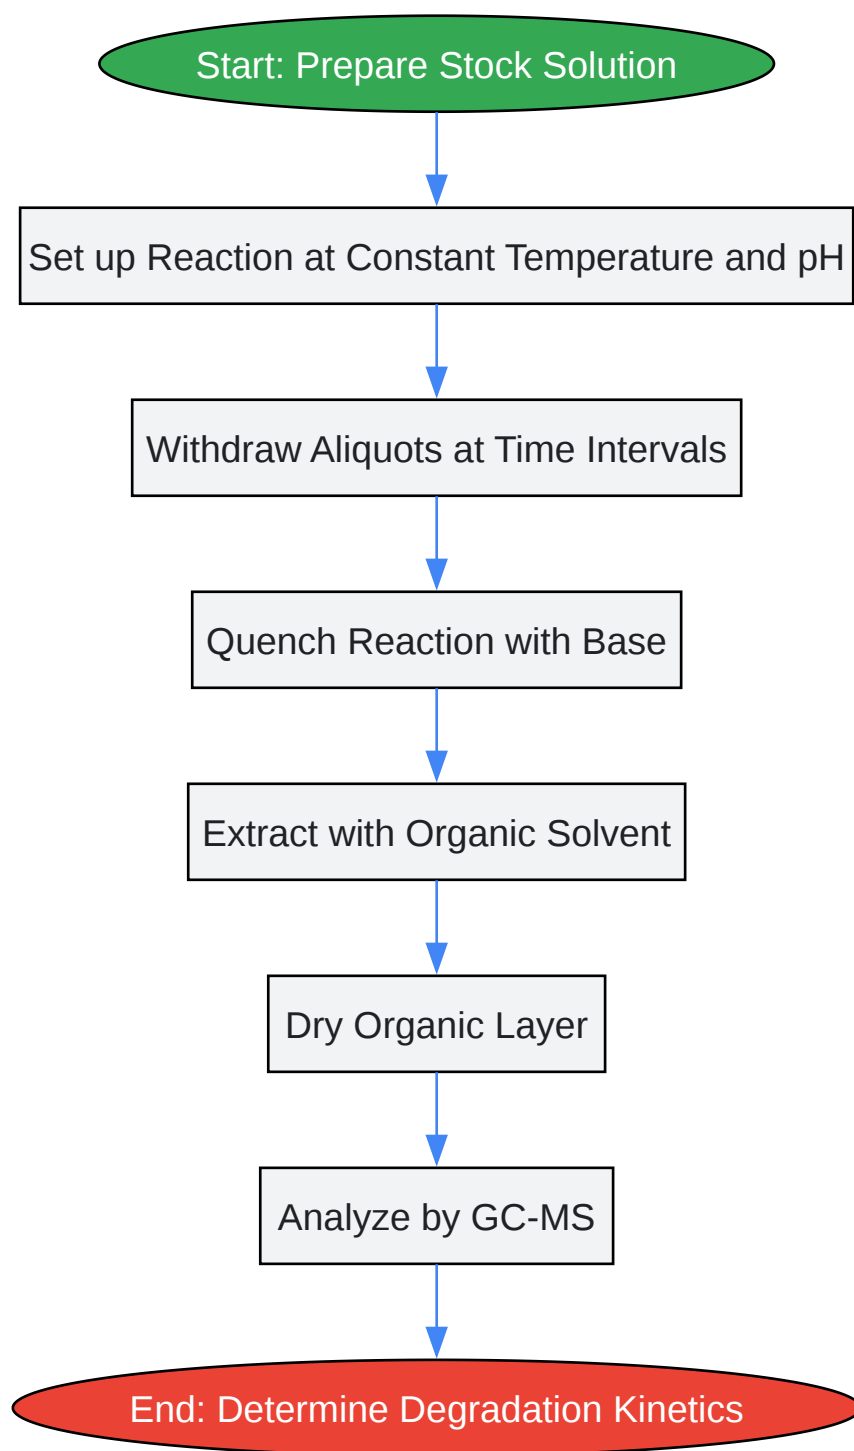 Start: Prepare Stock Solution
Set up Reaction at Constant Temperature and pH
Withdraw Aliquots at Time Intervals
Quench Reaction with Base
Extract with Organic Solvent
Dry Organic Layer
Analyze by GC-MS
End: Determine Degradation Kinetics